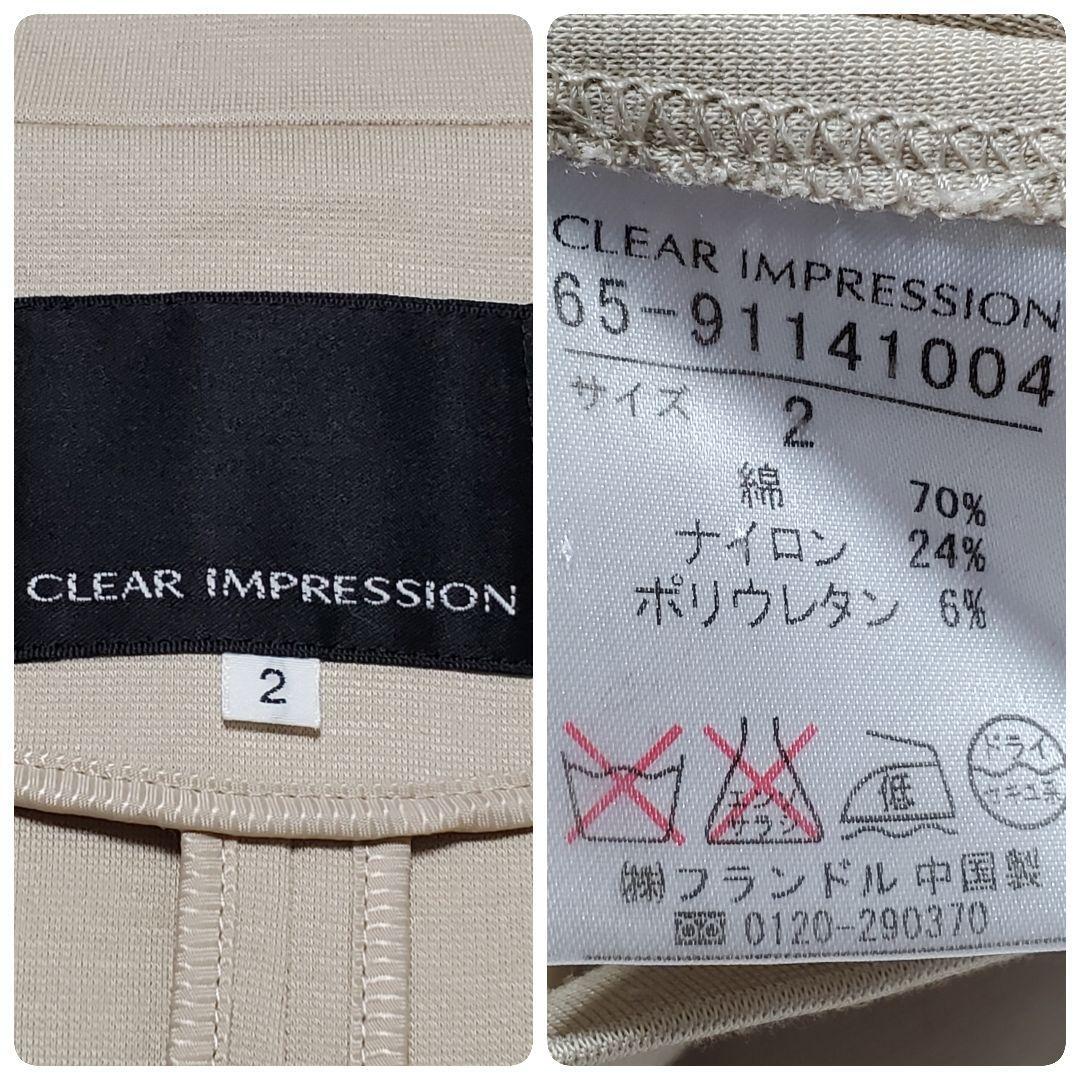 CLEAR IMPRESSION
2
CLEAR IMPRESSION
65-91141004
サイズ 2
綿 70%
ナイロン 24%
ポリウレタン 6%
エンソ サラシ 低 ドライ
セキユ系
㈱フランドル 中国製
0120-290370